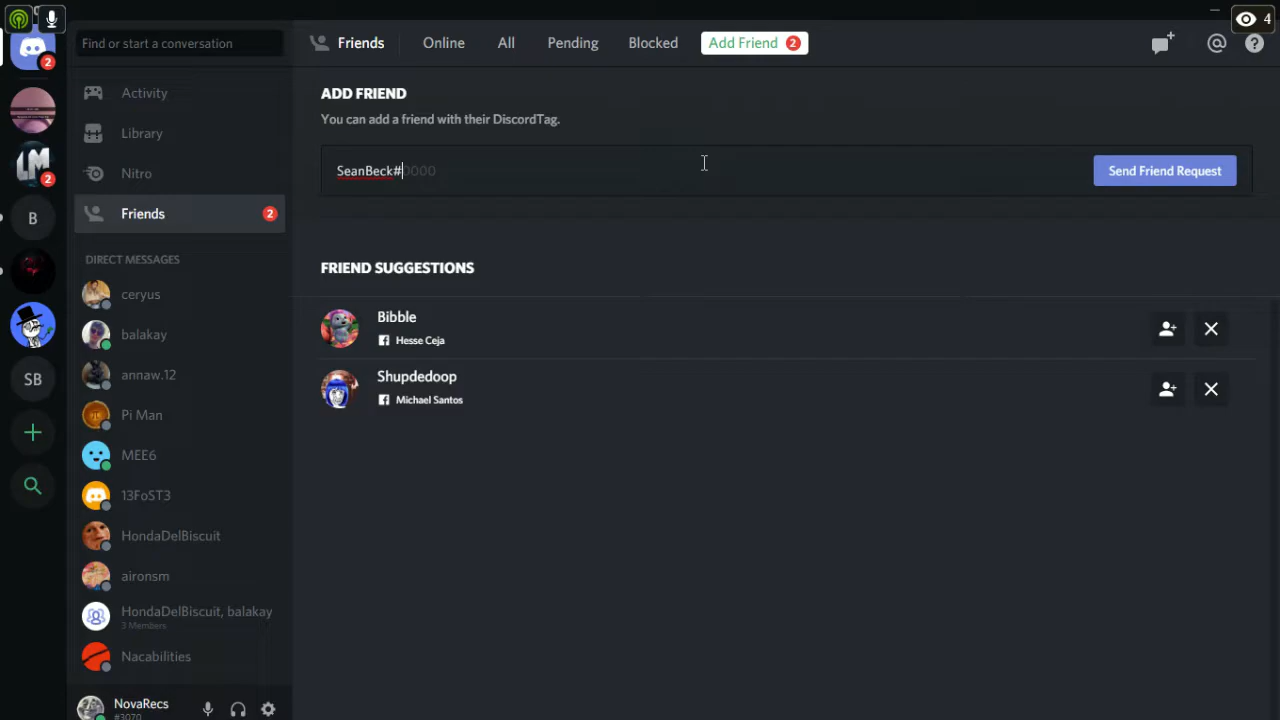 4
Find or start a conversation
Friends
Online
All
Pending
Blocked
Add Friend 2
2
Activity
Library
Nitro
Friends 2
DIRECT MESSAGES
ceryus
balakay
annaw.12
Pi Man
MEE6
13FoST3
HondaDelBiscuit
aironsm
HondaDelBiscuit, balakay
3 Members
Nacabilities
NovaRecs
#3070
LM
2
B
SB
ADD FRIEND
You can add a friend with their DiscordTag.
SeanBeck#0000
Send Friend Request
FRIEND SUGGESTIONS
Bibble
Hesse Ceja
Shupdedoop
Michael Santos